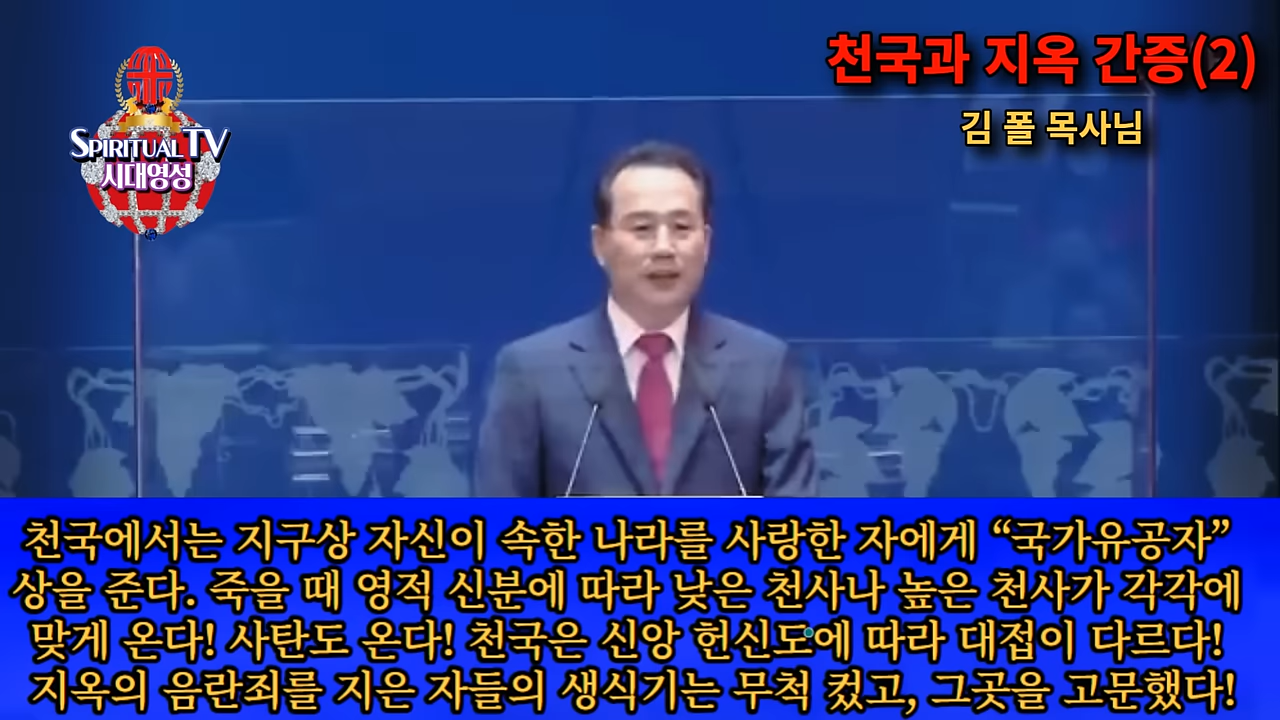 천국과 지옥 간증(2)
김 폴 목사님
SPIRITUAL TV
시대영성
천국에서는 지구상 자신이 속한 나라를 사랑한 자에게 “국가유공자”
상을 준다. 죽을 때 영적 신분에 따라 낮은 천사나 높은 천사가 각각에
맞게 온다! 사탄도 온다! 천국은 신앙 헌신도에 따라 대접이 다르다!
지옥의 음란죄를 지은 자들의 생식기는 무척 컸고, 그곳을 고문했다!